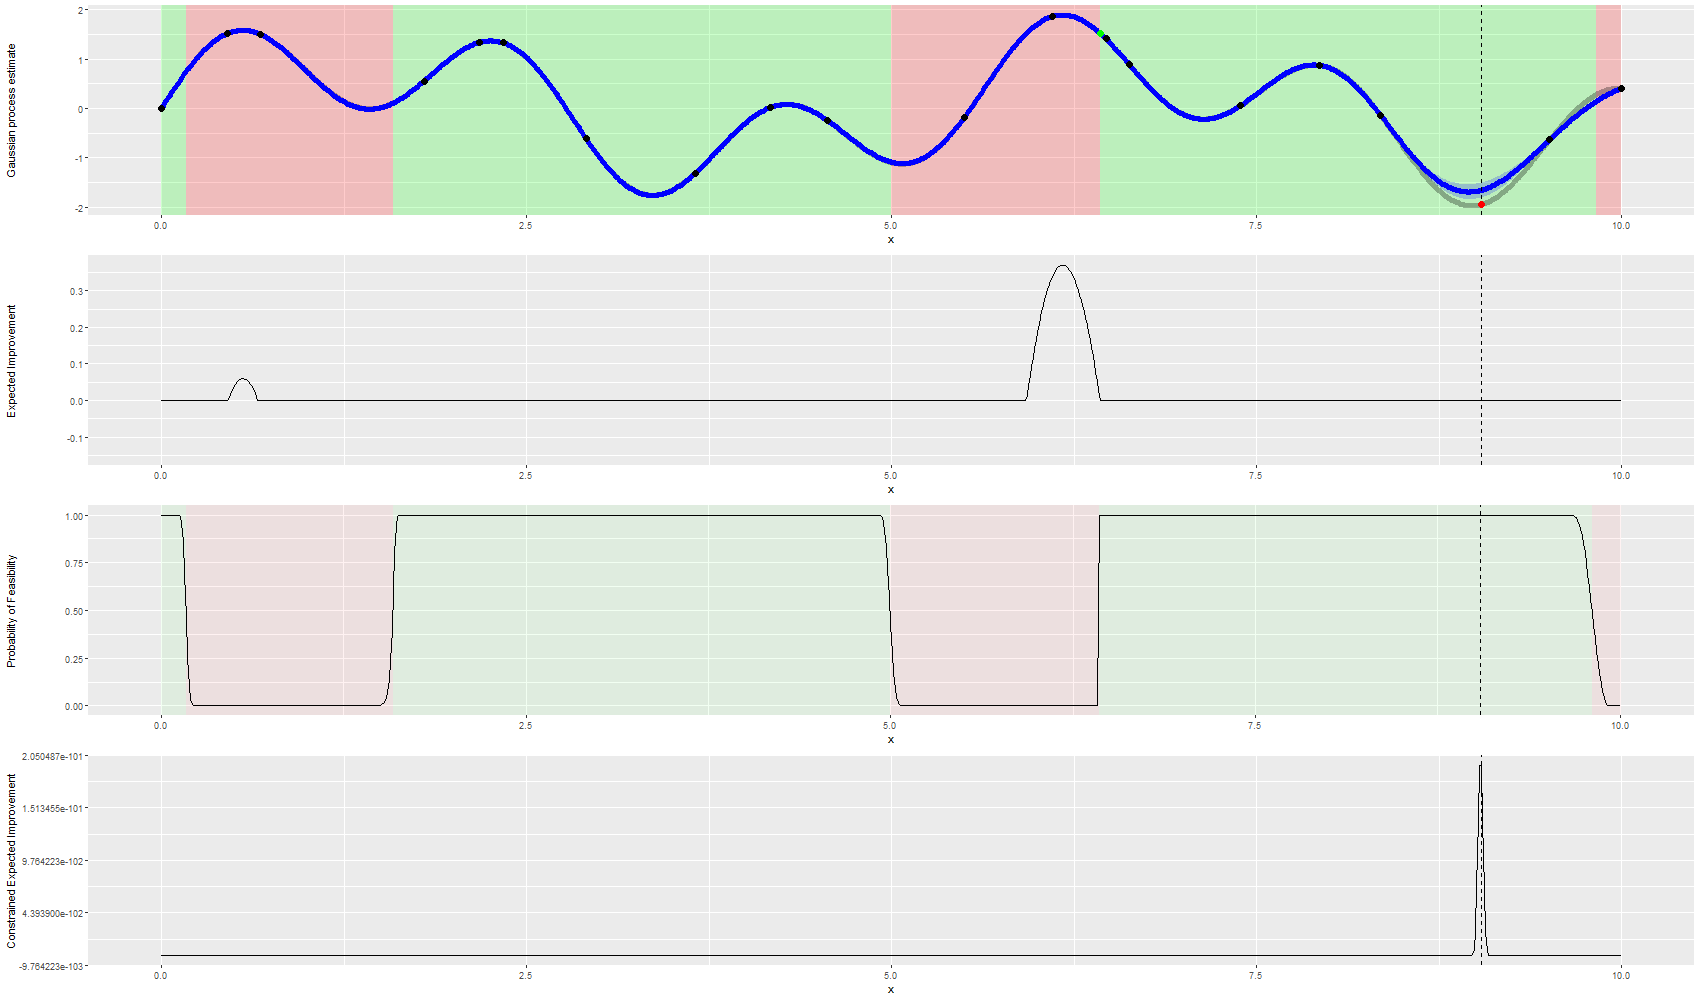 Gaussian process estimate
2
1
0
-1
-2
0.0
2.5
5.0
7.5
10.0
x
Expected Improvement
0.3
0.2
0.1
0.0
-0.1
0.0
2.5
5.0
7.5
10.0
x
Probability of Feasibility
1.00
0.75
0.50
0.25
0.00
0.0
2.5
5.0
7.5
10.0
x
Constrained Expected Improvement
2.050487e-101
1.513455e-101
9.764223e-102
4.393900e-102
-9.764223e-103
0.0
2.5
5.0
7.5
10.0
x